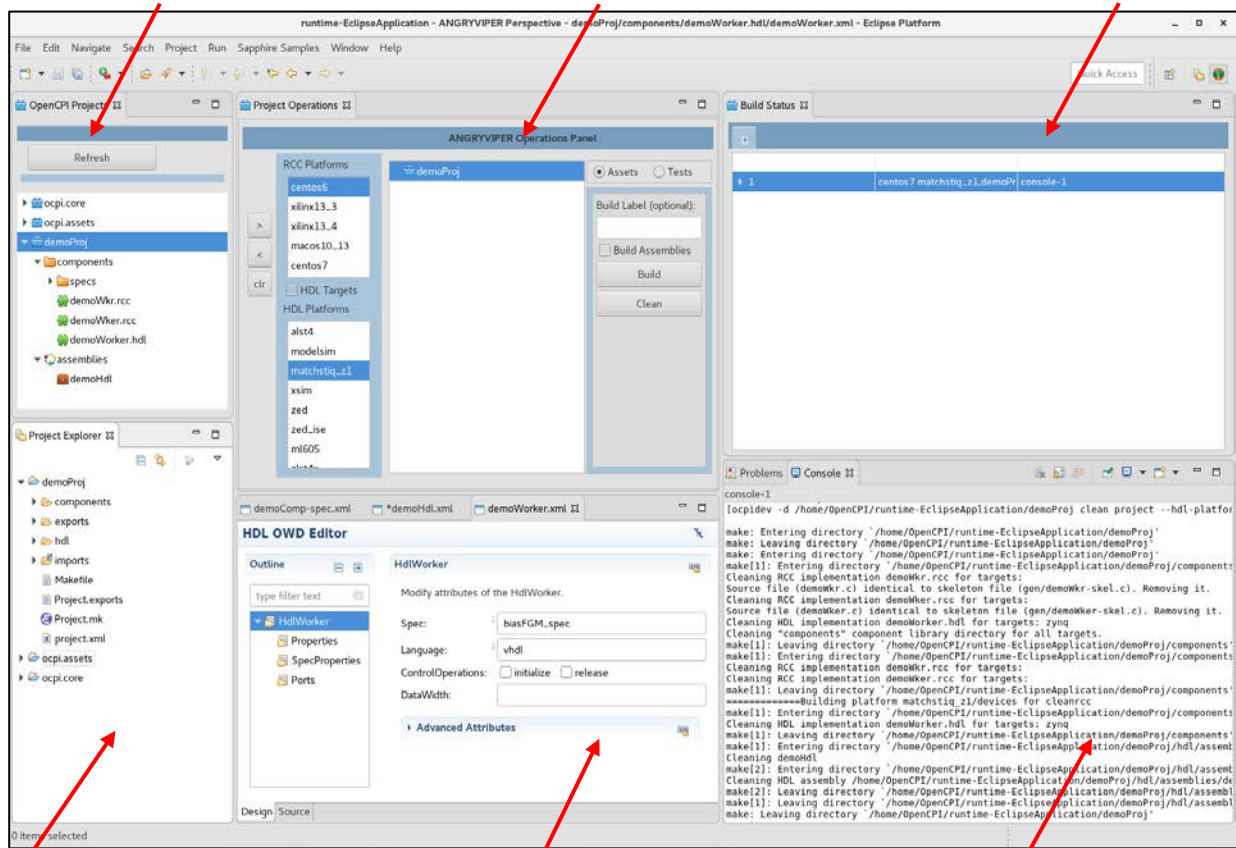 runtime-EclipseApplication - ANGRYVIPER Perspective - demoProj/components/demoWorker.hdl/demoWorker.xml - Eclipse Platform
File Edit Navigate Search Project Run Sapphire Samples Window Help
Quick Access
OpenCPI Projects
Refresh
ocpi.core
ocpi.assets
demoProj
components
specs
demoWkr.rcc
demoWker.rcc
demoWorker.hdl
assemblies
demoHdl
Project Operations
ANGRYVIPER Operations Panel
RCC Platforms
centos6
xilinx13_3
xilinx13_4
macos10_13
centos7
>
<
clr
HDL Targets
HDL Platforms
alst4
modelsim
matchstiq_z1
xsim
zed
zed_ise
ml605
demoProj
Assets Tests
Build Label (optional):
Build Assemblies
Build
Clean
Build Status
1 centos7 matchstiq_z1,demoPr console-1
Project Explorer
demoProj
components
exports
hdl
imports
Makefile
Project.exports
Project.mk
project.xml
ocpi.assets
ocpi.core
demoComp-spec.xml *demoHdl.xml demoWorker.xml
HDL OWD Editor
Outline
type filter text
HdlWorker
Properties
SpecProperties
Ports
HdlWorker
Modify attributes of the HdlWorker.
Spec: biasFGM_spec
Language: vhdl
ControlOperations: initialize release
DataWidth:
Advanced Attributes
Design Source
Problems Console
console-1
[ocpidev -d /home/OpenCPI/runtime-EclipseApplication/demoProj clean project --hdl-platfor
make: Entering directory `/home/OpenCPI/runtime-EclipseApplication/demoProj'
make: Leaving directory `/home/OpenCPI/runtime-EclipseApplication/demoProj'
make: Entering directory `/home/OpenCPI/runtime-EclipseApplication/demoProj'
make[1]: Entering directory `/home/OpenCPI/runtime-EclipseApplication/demoProj/components
Cleaning RCC implementation demoWkr.rcc for targets:
Source file (demoWkr.c) identical to skeleton file (gen/demoWkr-skel.c). Removing it.
Cleaning RCC implementation demoWker.rcc for targets:
Source file (demoWker.c) identical to skeleton file (gen/demoWker-skel.c). Removing it.
Cleaning HDL implementation demoWorker.hdl for targets: zynq
Cleaning "components" component library directory for all targets.
make[1]: Leaving directory `/home/OpenCPI/runtime-EclipseApplication/demoProj/components'
make[1]: Entering directory `/home/OpenCPI/runtime-EclipseApplication/demoProj/components
Cleaning RCC implementation demoWkr.rcc for targets:
Cleaning RCC implementation demoWker.rcc for targets:
make[1]: Leaving directory `/home/OpenCPI/runtime-EclipseApplication/demoProj/components'
=============Building platform matchstiq_z1/devices for cleanrcc
make[1]: Entering directory `/home/OpenCPI/runtime-EclipseApplication/demoProj/components
Cleaning HDL implementation demoWorker.hdl for targets: zynq
make[1]: Leaving directory `/home/OpenCPI/runtime-EclipseApplication/demoProj/components'
make[1]: Entering directory `/home/OpenCPI/runtime-EclipseApplication/demoProj/hdl/assemb
Cleaning demoHdl
make[2]: Entering directory `/home/OpenCPI/runtime-EclipseApplication/demoProj/hdl/assemb
Cleaning HDL assembly /home/OpenCPI/runtime-EclipseApplication/demoProj/hdl/assemblies/de
make[2]: Leaving directory `/home/OpenCPI/runtime-EclipseApplication/demoProj/hdl/assembl
make[1]: Leaving directory `/home/OpenCPI/runtime-EclipseApplication/demoProj/hdl/assembl
make: Leaving directory `/home/OpenCPI/runtime-EclipseApplication/demoProj'
0 items selected